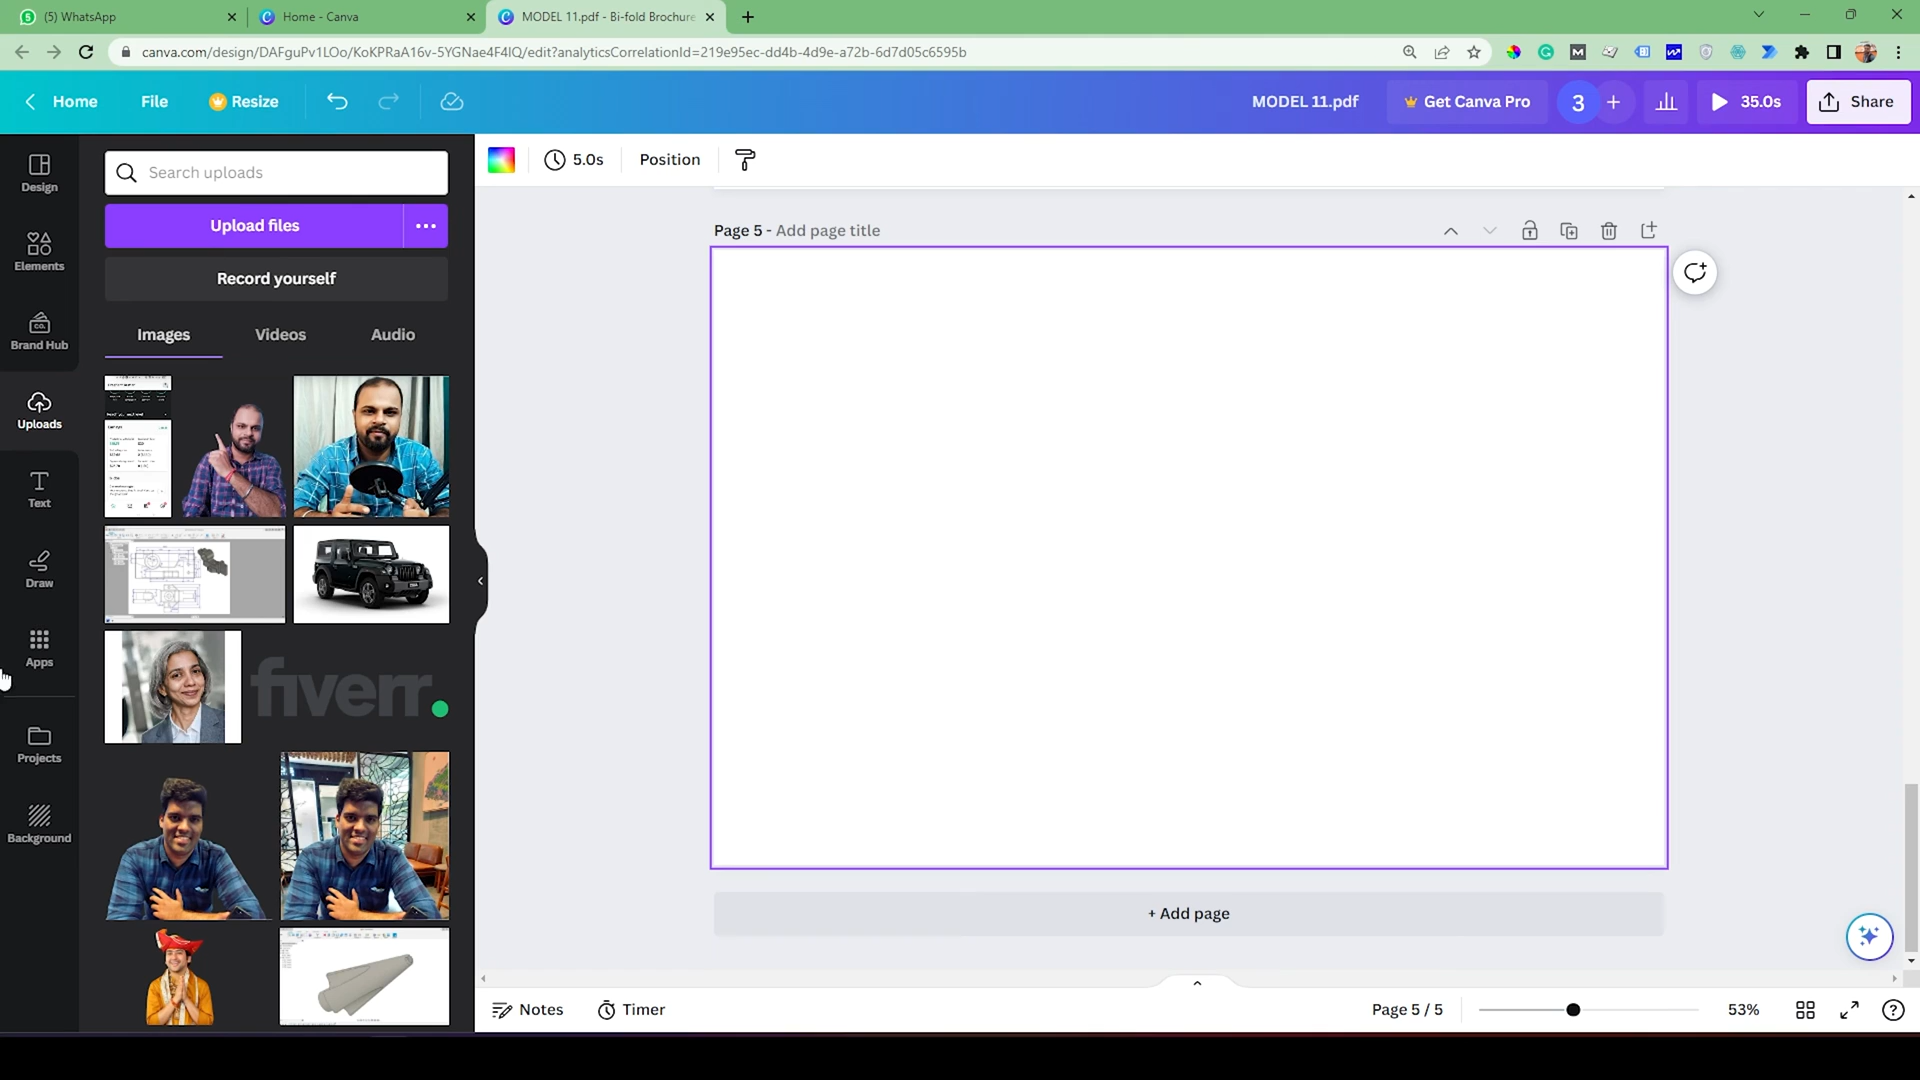 (5) WhatsApp
Home - Canva
MODEL 11.pdf - Bi-fold Brochure
canva.com/design/DAFguPv1LOo/KoKPRaA16v-5YGNae4F4IQ/edit?analyticsCorrelationId=219e95ec-dd4b-4d9e-a72b-6d7d05c6595b
Home
File
Resize
MODEL 11.pdf
Get Canva Pro
3
35.0s
Share
Design
Elements
Brand Hub
Uploads
Text
Draw
Apps
Projects
Background
Search uploads
Upload files
Record yourself
Images
Videos
Audio
fiverr.
5.0s
Position
Page 5 - Add page title
+ Add page
Notes
Timer
Page 5 / 5
53%